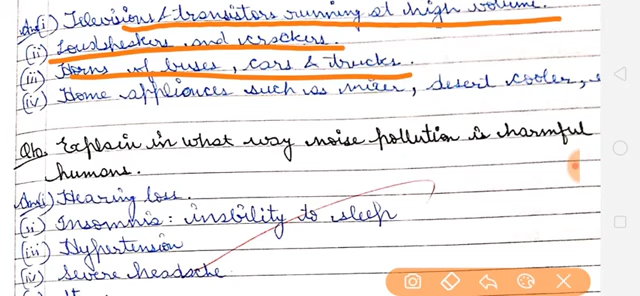 Ans(i) Televisions & transistors running at high volume.
(ii) Loudspeakers and crackers.
(iii) Horns of buses, cars & trucks.
(iv) Home appliances such as mixer, desert cooler,
Q10. Explain in what way noise pollution is harmful
humans.
Ans(i) Hearing loss.
(ii) Insomnia: inability to sleep
(iii) Hypertension
(iv) Severe headache